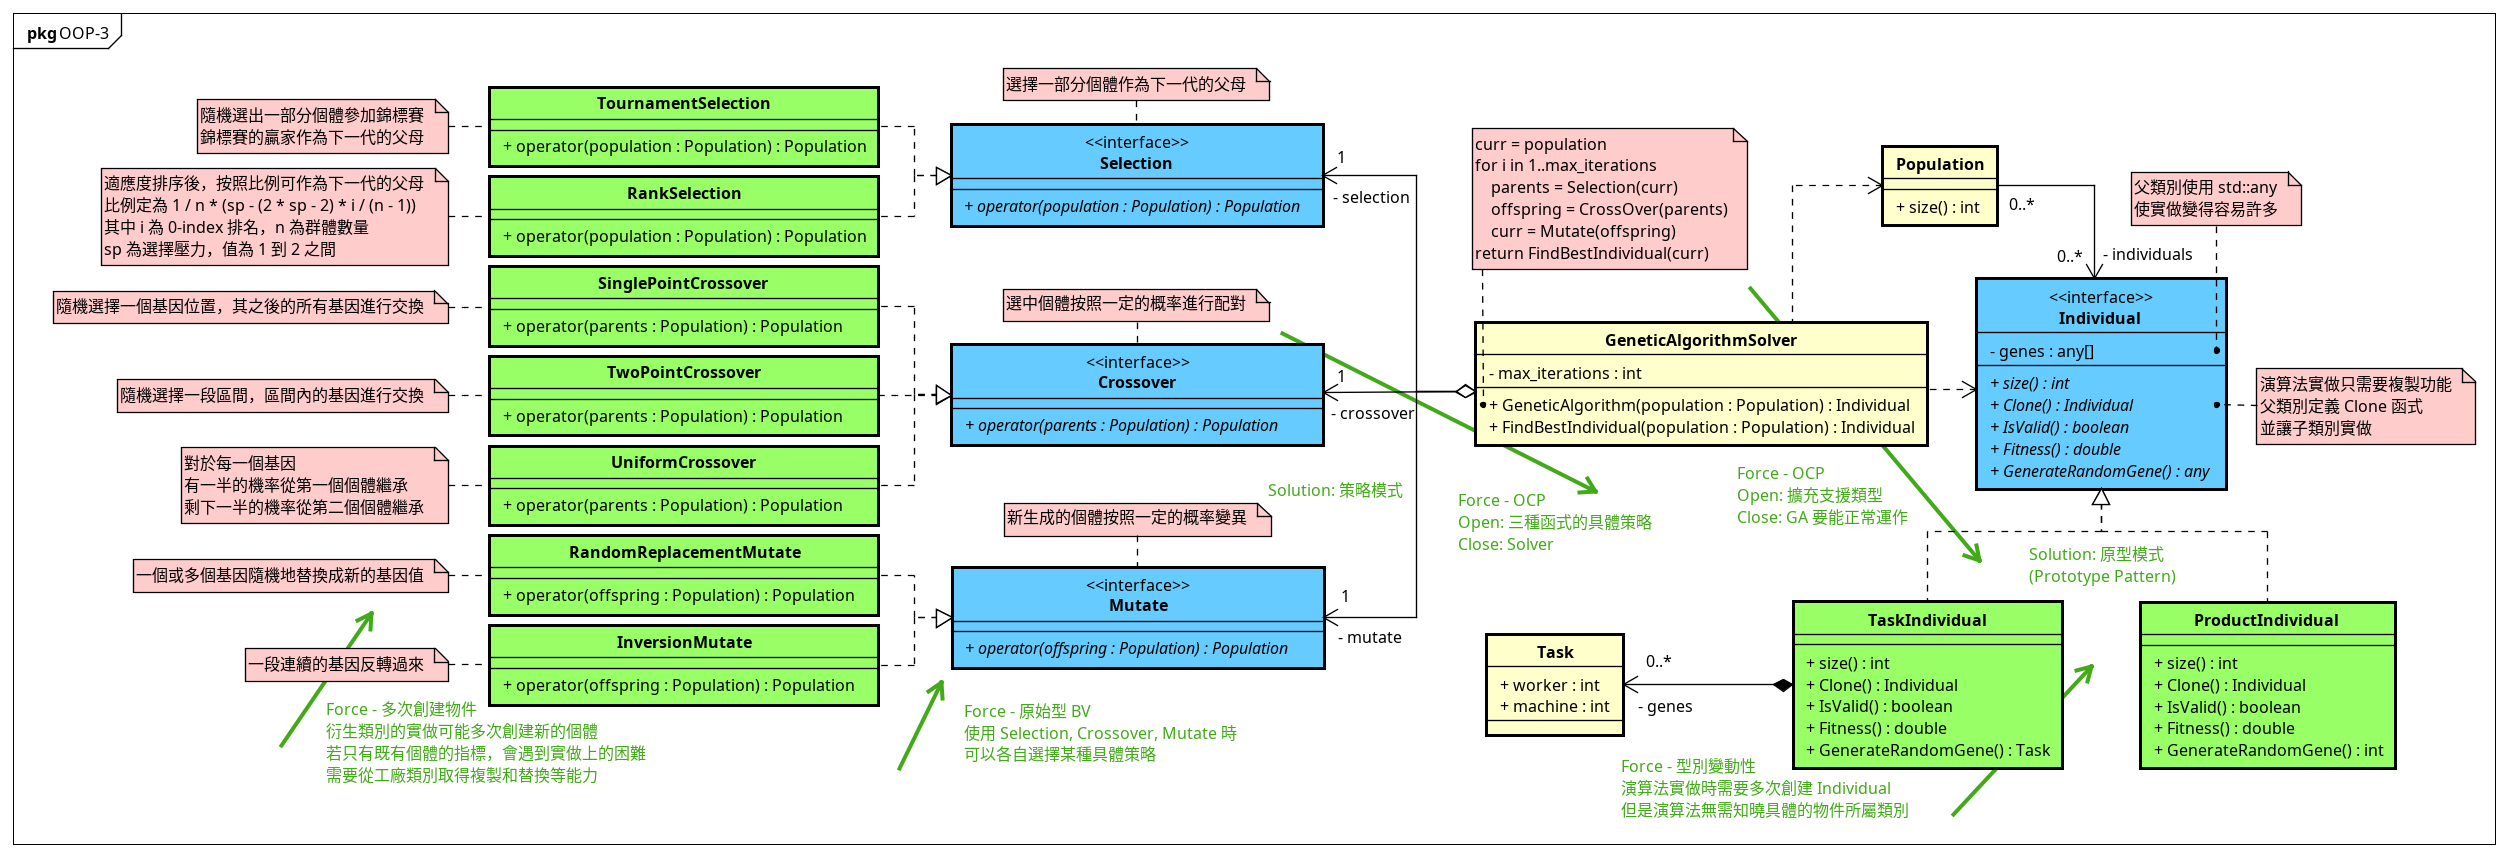 pkg OOP-3
隨機選出一部分個體參加錦標賽
錦標賽的贏家作為下一代的父母
適應度排序後，按照比例可作為下一代的父母
比例定為 1 / n * (sp - (2 * sp - 2) * i / (n - 1))
其中 i 為 0-index 排名，n 為群體數量
sp 為選擇壓力，值為 1 到 2 之間
隨機選擇一個基因位置，其之後的所有基因進行交換
隨機選擇一段區間，區間內的基因進行交換
對於每一個基因
有一半的機率從第一個個體繼承
剩下一半的機率從第二個個體繼承
一個或多個基因隨機地替換成新的基因值
一段連續的基因反轉過來
Force - 多次創建物件
衍生類別的實做可能多次創建新的個體
若只有既有個體的指標，會遇到實做上的困難
需要從工廠類別取得複製和替換等能力
TournamentSelection
+ operator(population : Population) : Population
RankSelection
+ operator(population : Population) : Population
SinglePointCrossover
+ operator(parents : Population) : Population
TwoPointCrossover
+ operator(parents : Population) : Population
UniformCrossover
+ operator(parents : Population) : Population
RandomReplacementMutate
+ operator(offspring : Population) : Population
InversionMutate
+ operator(offspring : Population) : Population
選擇一部分個體作為下一代的父母
<<interface>>
Selection
+ operator(population : Population) : Population
1
- selection
選中個體按照一定的概率進行配對
<<interface>>
Crossover
+ operator(parents : Population) : Population
1
- crossover
Solution: 策略模式
新生成的個體按照一定的概率變異
<<interface>>
Mutate
+ operator(offspring : Population) : Population
1
- mutate
Force - 原始型 BV
使用 Selection, Crossover, Mutate 時
可以各自選擇某種具體策略
curr = population
for i in 1..max_iterations
parents = Selection(curr)
offspring = CrossOver(parents)
curr = Mutate(offspring)
return FindBestIndividual(curr)
GeneticAlgorithmSolver
- max_iterations : int
+ GeneticAlgorithm(population : Population) : Individual
+ FindBestIndividual(population : Population) : Individual
Force - OCP
Open: 三種函式的具體策略
Close: Solver
Force - OCP
Open: 擴充支援類型
Close: GA 要能正常運作
Population
+ size() : int
0..*
0..*
- individuals
父類別使用 std::any
使實做變得容易許多
<<interface>>
Individual
- genes : any[]
+ size() : int
+ Clone() : Individual
+ IsValid() : boolean
+ Fitness() : double
+ GenerateRandomGene() : any
演算法實做只需要複製功能
父類別定義 Clone 函式
並讓子類別實做
Solution: 原型模式
(Prototype Pattern)
Task
+ worker : int
+ machine : int
0..*
- genes
TaskIndividual
+ size() : int
+ Clone() : Individual
+ IsValid() : boolean
+ Fitness() : double
+ GenerateRandomGene() : Task
ProductIndividual
+ size() : int
+ Clone() : Individual
+ IsValid() : boolean
+ Fitness() : double
+ GenerateRandomGene() : int
Force - 型別變動性
演算法實做時需要多次創建 Individual
但是演算法無需知曉具體的物件所屬類別